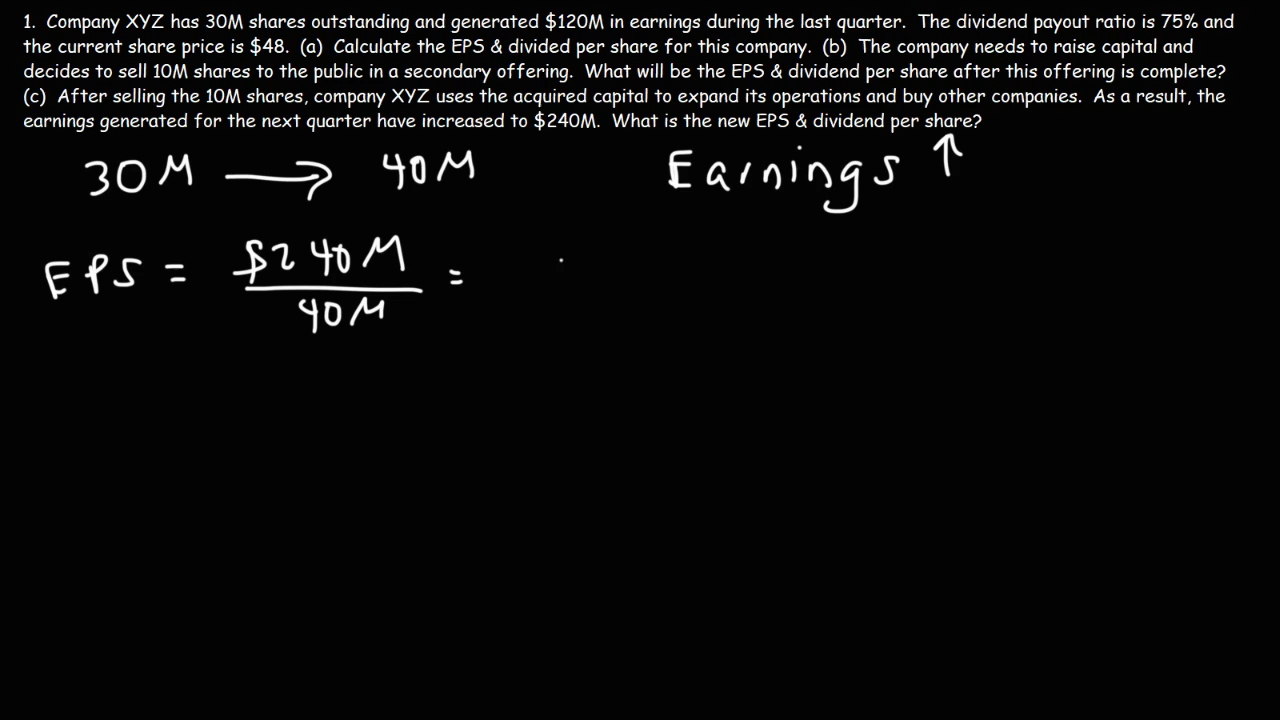 1. Company XYZ has 30M shares outstanding and generated $120M in earnings during the last quarter. The dividend payout ratio is 75% and
the current share price is $48. (a) Calculate the EPS & divided per share for this company. (b) The company needs to raise capital and
decides to sell 10M shares to the public in a secondary offering. What will be the EPS & dividend per share after this offering is complete?
(c) After selling the 10M shares, company XYZ uses the acquired capital to expand its operations and buy other companies. As a result, the
earnings generated for the next quarter have increased to $240M. What is the new EPS & dividend per share?
30M → 40M Earnings ↑
EPS = $240M =
40M